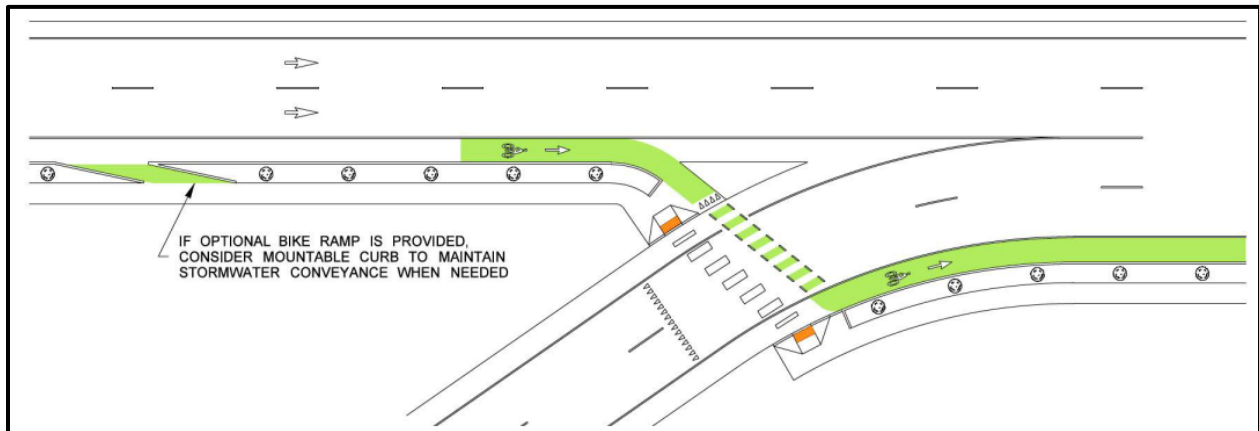 IF OPTIONAL BIKE RAMP IS PROVIDED,
CONSIDER MOUNTABLE CURB TO MAINTAIN
STORMWATER CONVEYANCE WHEN NEEDED